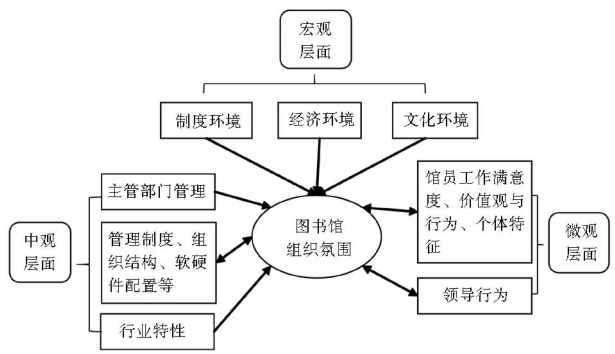 宏观
层面
制度环境
经济环境
文化环境
主管部门管理
管理制度、组
织结构、软硬
件配置等
行业特性
中观
层面
图书馆
组织氛围
馆员工作满意
度、价值观与
行为、个体特
征
领导行为
微观
层面